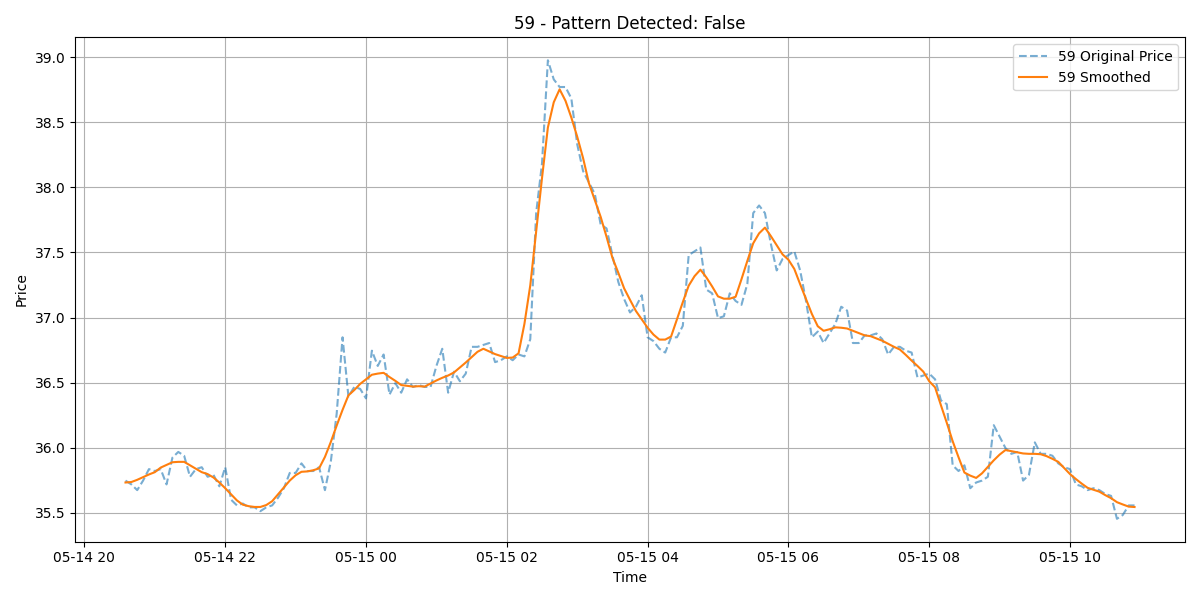 59 - Pattern Detected: False
59 Original Price
59 Smoothed
Price
39.0
38.5
38.0
37.5
37.0
36.5
36.0
35.5
05-14 20 05-14 22 05-15 00 05-15 02 05-15 04 05-15 06 05-15 08 05-15 10
Time